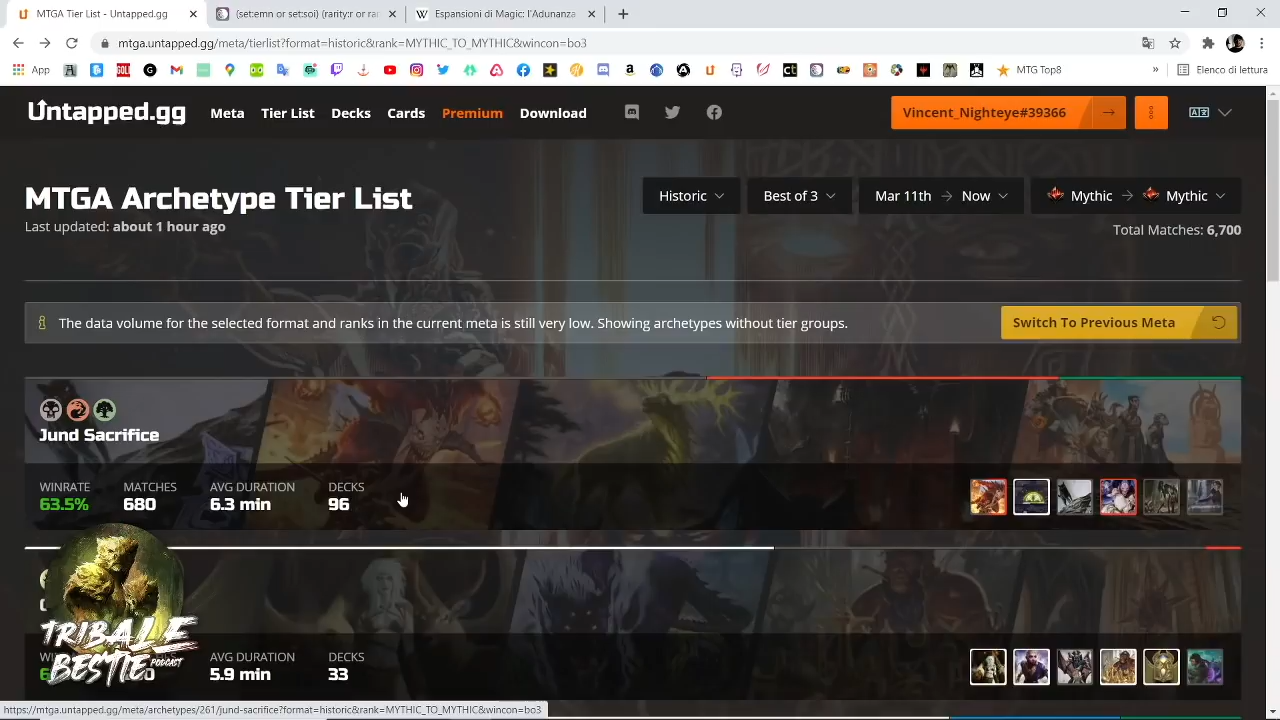 MTGA Tier List - Untapped.gg
(set:emn or set:soi) (rarity:r or rar
Espansioni di Magic: l'Adunanza
mtga.untapped.gg/meta/tierlist?format=historic&rank=MYTHIC_TO_MYTHIC&wincon=bo3
App
MTG Top8
»
Elenco di lettura
Untapped.gg
Meta
Tier List
Decks
Cards
Premium
Download
Vincent_Nighteye#39366
MTGA Archetype Tier List
Historic
Best of 3
Mar 11th → Now
Mythic → Mythic
Last updated: about 1 hour ago
Total Matches: 6,700
The data volume for the selected format and ranks in the current meta is still very low. Showing archetypes without tier groups.
Switch To Previous Meta
Jund Sacrifice
WINRATE MATCHES AVG DURATION DECKS
63.5% 680 6.3 min 96
TRIBALE
BESTIE PODCAST
AVG DURATION DECKS
5.9 min 33
https://mtga.untapped.gg/meta/archetypes/261/jund-sacrifice?format=historic&rank=MYTHIC_TO_MYTHIC&wincon=bo3